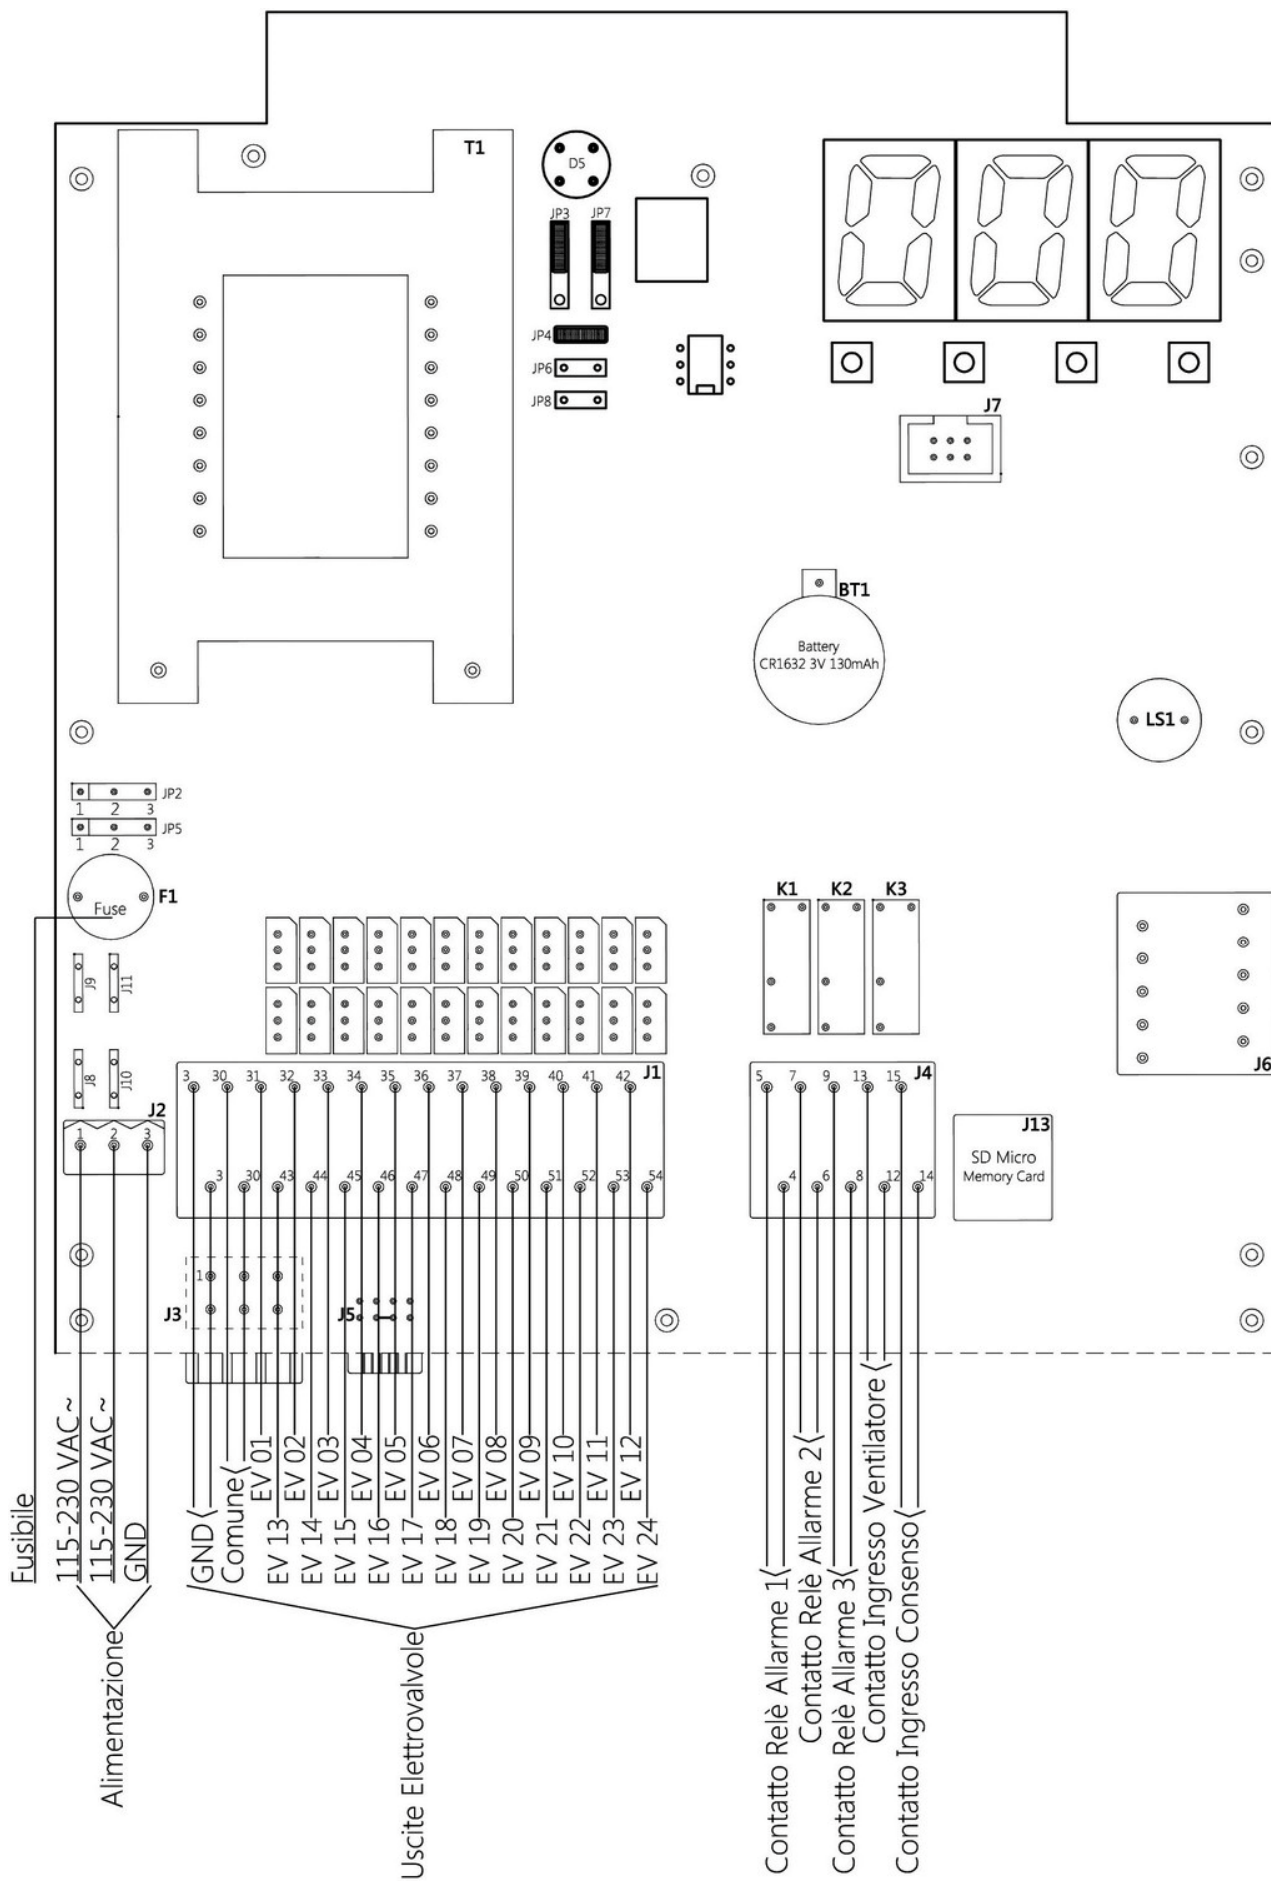 T1
D5
JP3
JP7
JP4
JP6
JP8
J7
BT1
Battery
CR1632 3V 130mAh
LS1
JP2
1 2 3
JP5
1 2 3
F1
Fuse
K1 K2 K3
J9
J11
J8
J10
J6
J2
1 2 3
J1
3 30 31 32 33 34 35 36 37 38 39 40 41 42
3 30 43 44 45 46 47 48 49 50 51 52 53 54
J4
5 7 9 13 15
4 6 8 12 14
J13
SD Micro
Memory Card
1
J3
J5
Fusibile
115-230 VAC ~
115-230 VAC ~
GND
Alimentazione
GND
Comune
EV 01
EV 02
EV 03
EV 04
EV 05
EV 06
EV 07
EV 08
EV 09
EV 10
EV 11
EV 12
EV 13
EV 14
EV 15
EV 16
EV 17
EV 18
EV 19
EV 20
EV 21
EV 22
EV 23
EV 24
Uscite Elettrovalvole
Contatto Relè Allarme 1
Contatto Relè Allarme 2
Contatto Relè Allarme 3
Contatto Ingresso Ventilatore
Contatto Ingresso Consenso